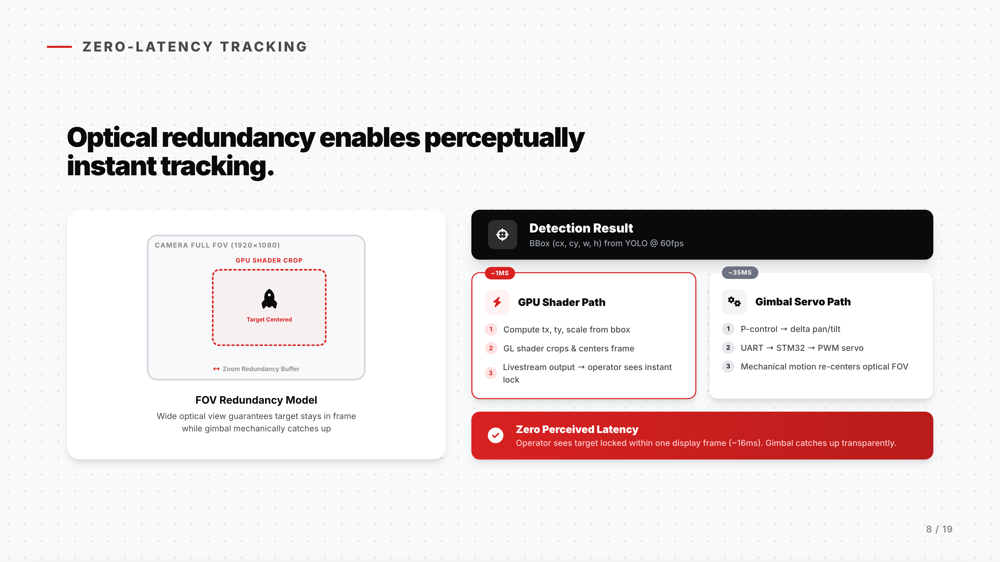 ZERO-LATENCY TRACKING
Optical redundancy enables perceptually
instant tracking.
CAMERA FULL FOV (1920×1080)
GPU SHADER CROP
Target Centered
↔ Zoom Redundancy Buffer
FOV Redundancy Model
Wide optical view guarantees target stays in frame
while gimbal mechanically catches up
Detection Result
BBox (cx, cy, w, h) from YOLO @ 60fps
~1MS
GPU Shader Path
1 Compute tx, ty, scale from bbox
2 GL shader crops & centers frame
3 Livestream output → operator sees instant
lock
~35MS
Gimbal Servo Path
1 P-control → delta pan/tilt
2 UART → STM32 → PWM servo
3 Mechanical motion re-centers optical FOV
Zero Perceived Latency
Operator sees target locked within one display frame (~16ms). Gimbal catches up transparently.
8 / 19